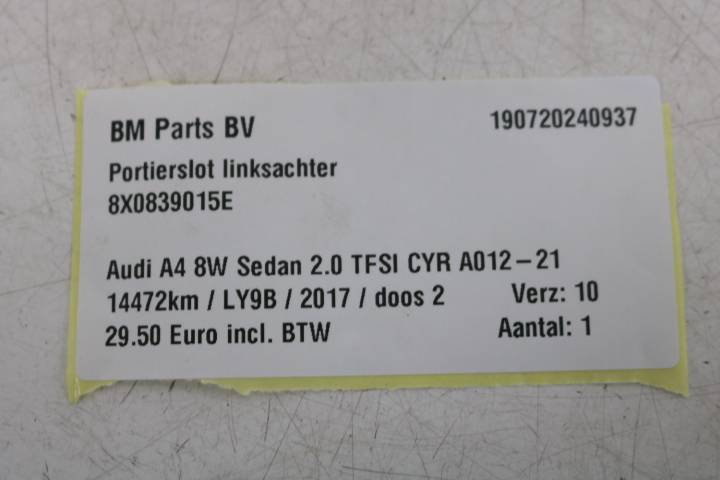 BM Parts BV 190720240937
Portierslot linksachter
8X0839015E
Audi A4 8W Sedan 2.0 TFSI CYR A012-21
14472km / LY9B / 2017 / doos 2 Verz: 10
29.50 Euro incl. BTW Aantal: 1